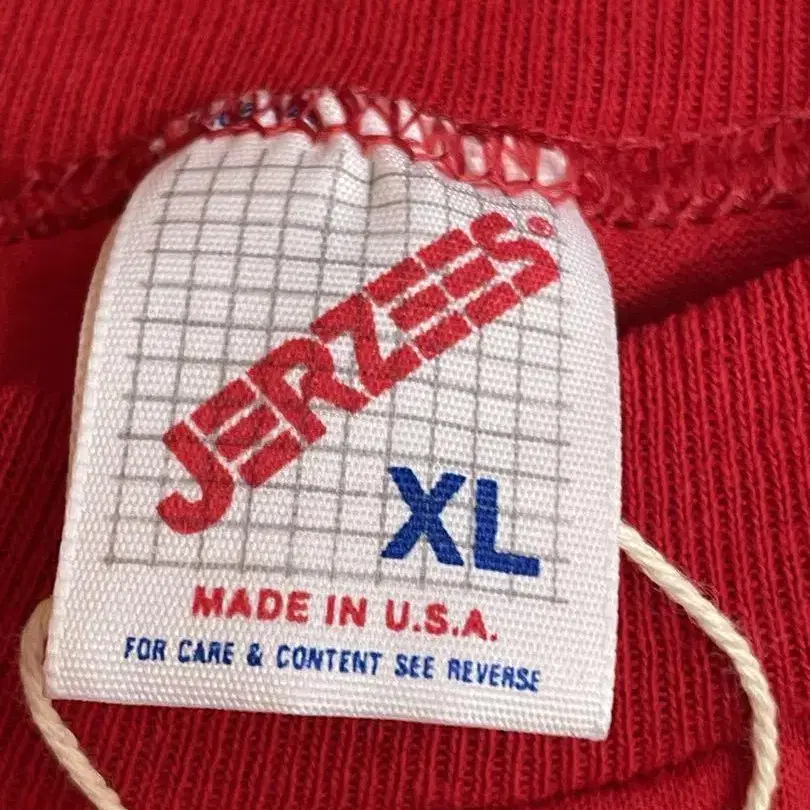 JERZEES®
XL
MADE IN U.S.A.
FOR CARE & CONTENT SEE REVERSE